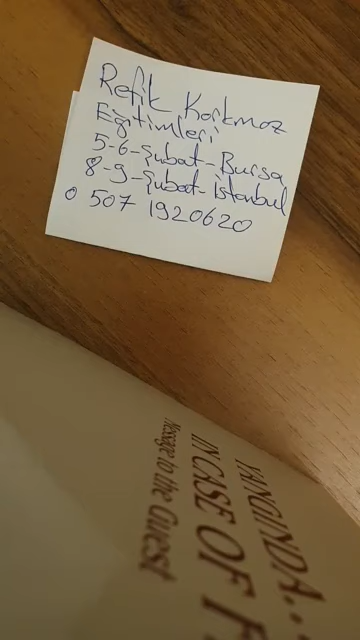 Refik Korkmaz
Eğitimleri
5-6-Şubat-Bursa
8-9-Şubat-İstanbul
0 507 1920620
YANGINDA...
IN CASE OF F
Message to the Guest